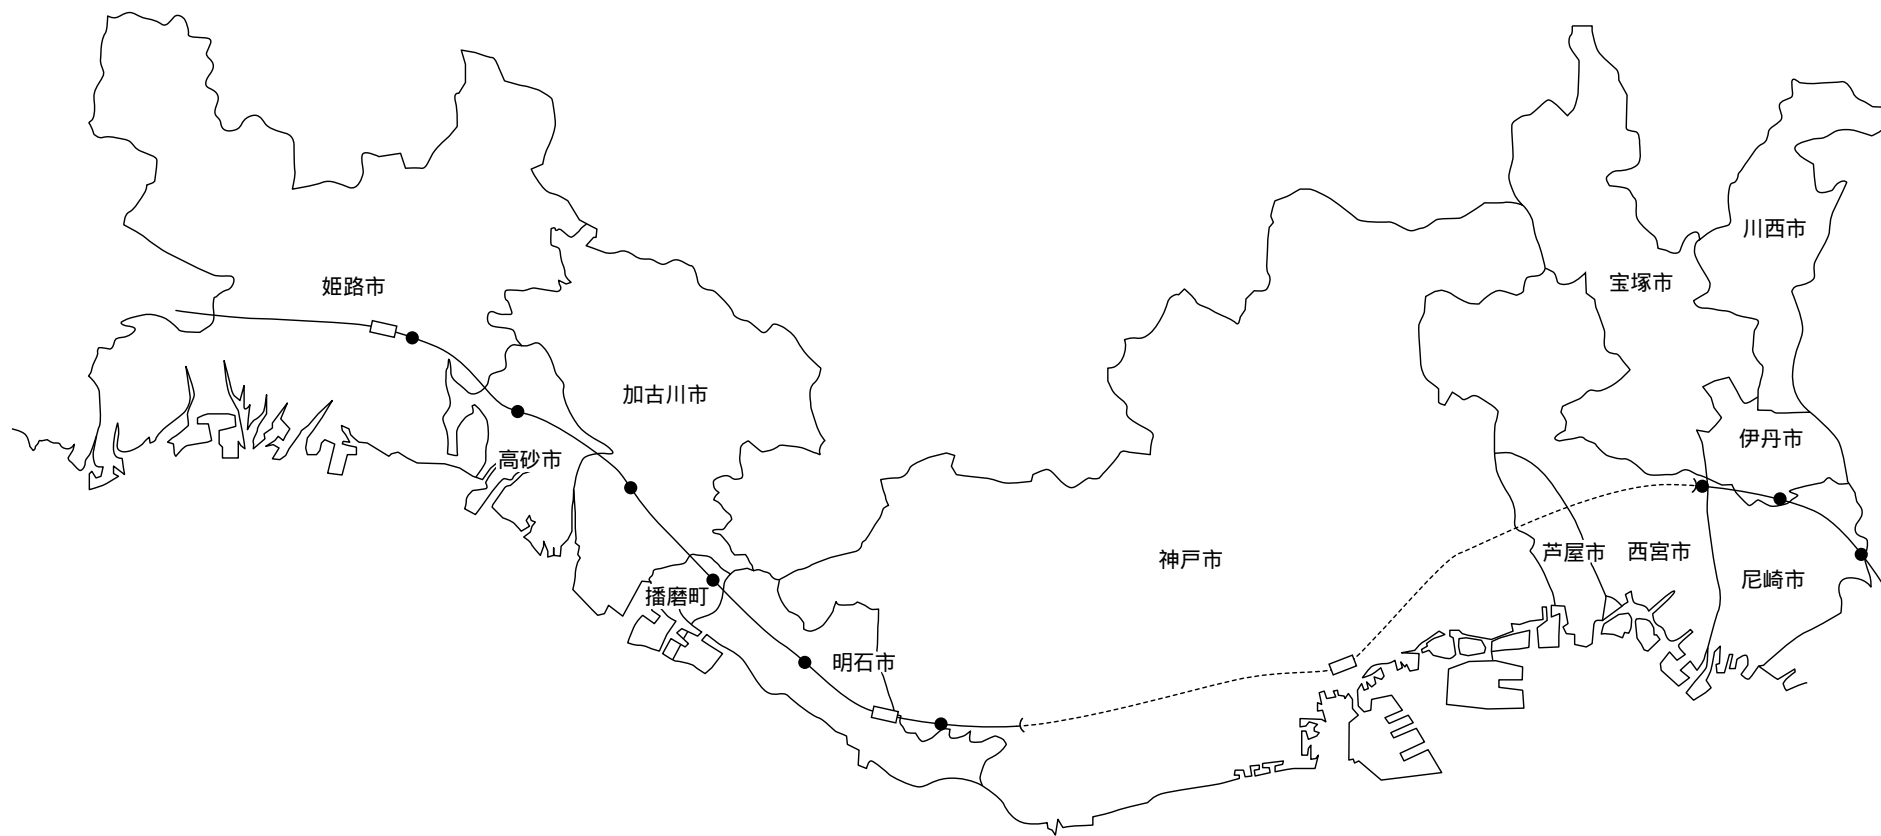 姫路市
加古川市
高砂市
播磨町
明石市
神戸市
芦屋市
西宮市
尼崎市
伊丹市
宝塚市
川西市